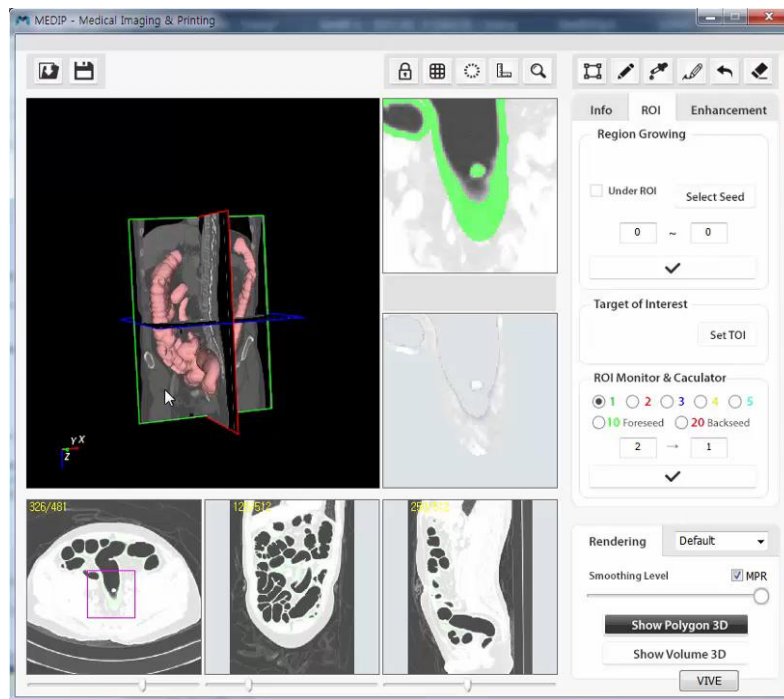 MEDIP - Medical Imaging & Printing
Info ROI Enhancement
Region Growing
Under ROI Select Seed
0 ~ 0
Target of Interest
Set TOI
ROI Monitor & Caculator
1 2 3 4 5
10 Foreseed 20 Backseed
2 → 1
Y X
Z
326/481
512
512
Rendering Default
Smoothing Level MPR
Show Polygon 3D
Show Volume 3D
VIVE